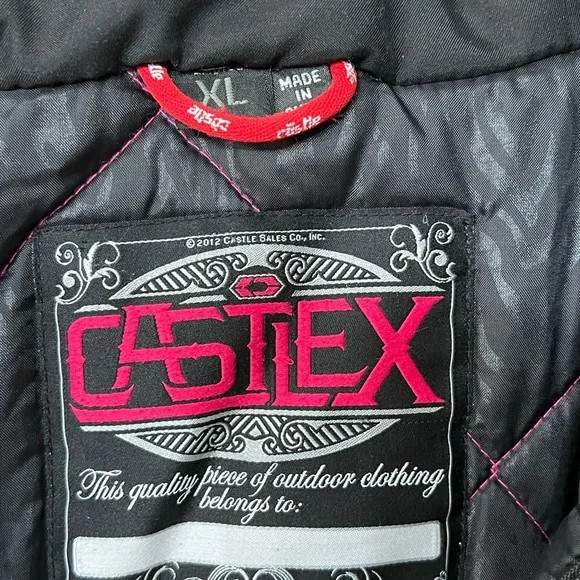 XL
MADE
IN
castle
castle
© 2012 CASTLE SALES CO., INC.
CASTLEX
This quality piece of outdoor clothing
belongs to: